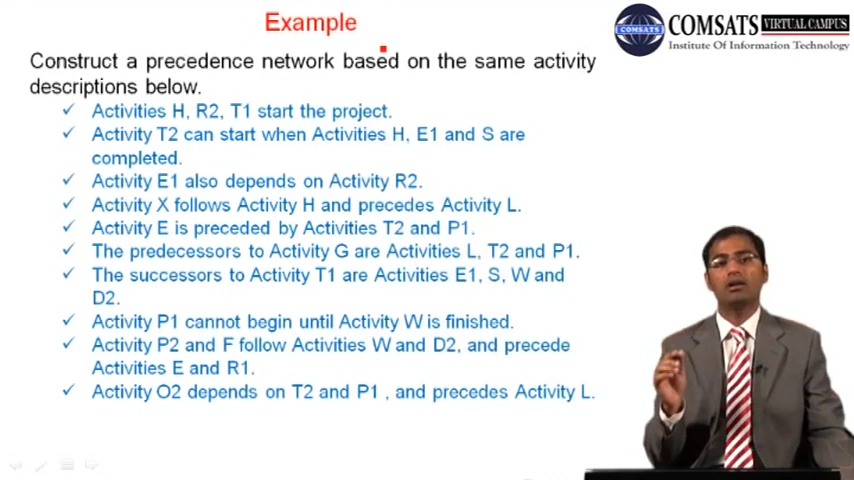 Example
COMSATS VIRTUAL CAMPUS
Institute Of Information Technology
COMSATS
Construct a precedence network based on the same activity
descriptions below.
✓ Activities H, R2, T1 start the project.
✓ Activity T2 can start when Activities H, E1 and S are
completed.
✓ Activity E1 also depends on Activity R2.
✓ Activity X follows Activity H and precedes Activity L.
✓ Activity E is preceded by Activities T2 and P1.
✓ The predecessors to Activity G are Activities L, T2 and P1.
✓ The successors to Activity T1 are Activities E1, S, W and
D2.
✓ Activity P1 cannot begin until Activity W is finished.
✓ Activity P2 and F follow Activities W and D2, and precede
Activities E and R1.
✓ Activity O2 depends on T2 and P1 , and precedes Activity L.